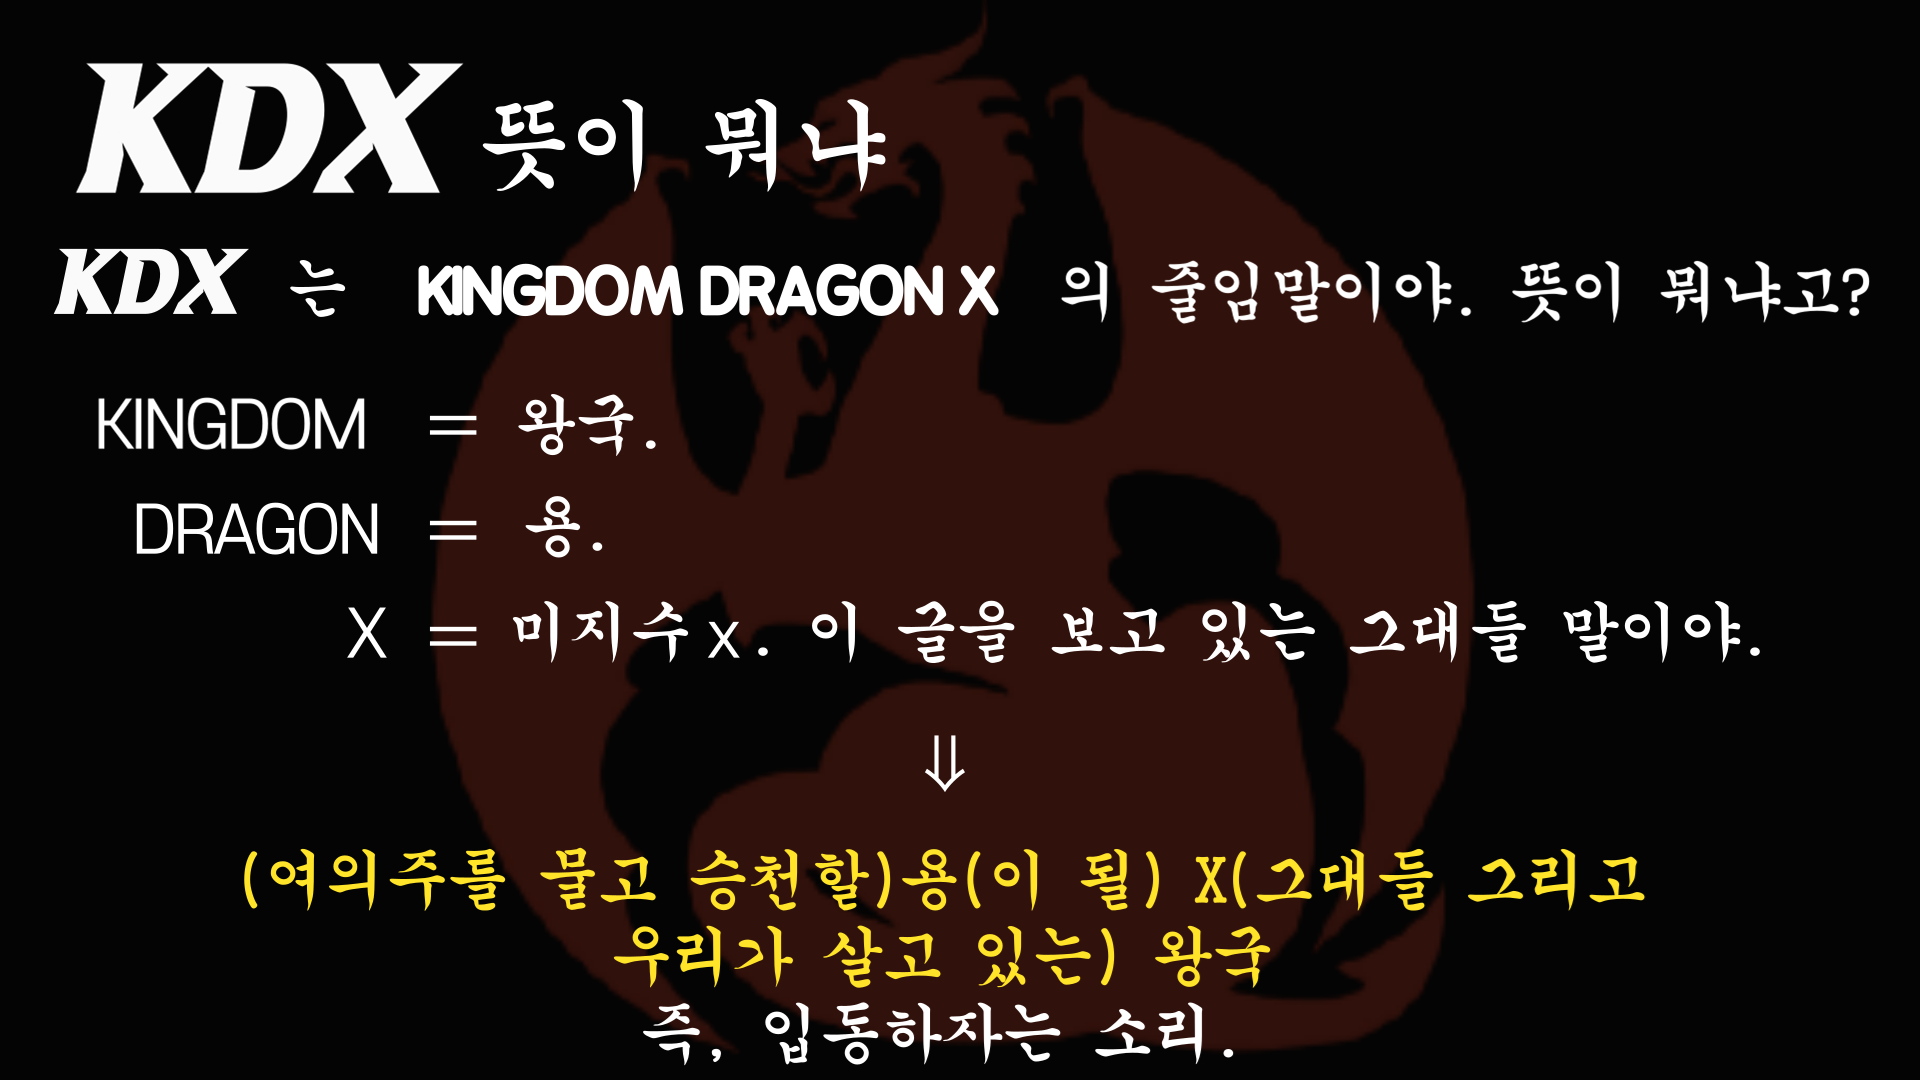 KDX 뜻이 뭐냐
KDX 는 KINGDOM DRAGON X 의 줄임말이야. 뜻이 뭐냐고?
KINGDOM = 왕국.
DRAGON = 용.
X = 미지수 x. 이 글을 보고 있는 그대들 말이야.
⇓
(여의주를 물고 승천할)용(이 될) X(그대들 그리고
우리가 살고 있는) 왕국
즉, 입동하자는 소리.